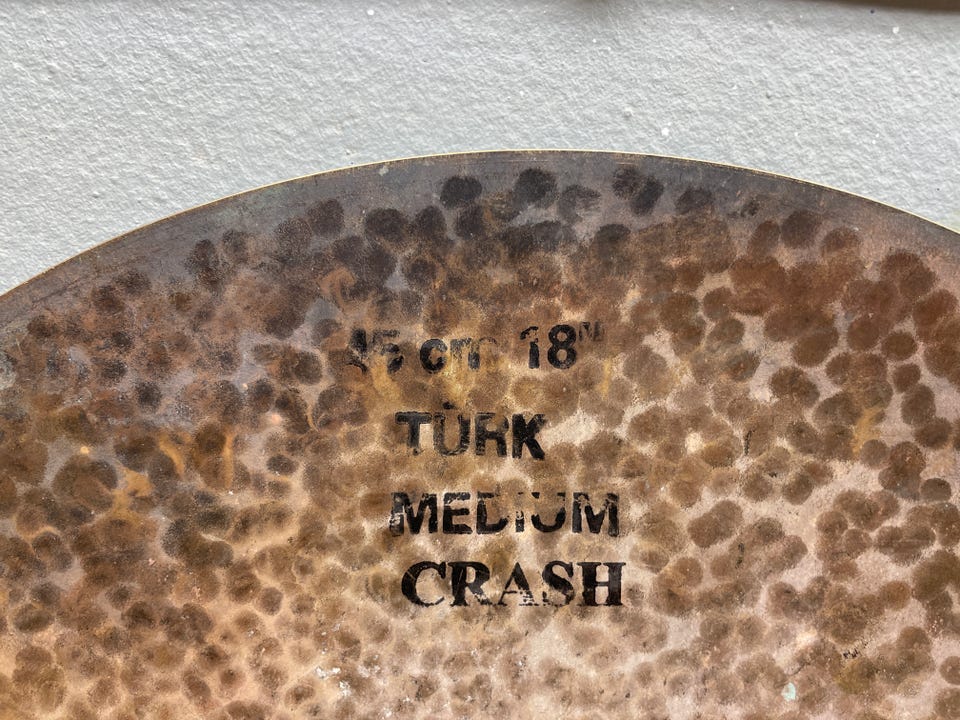 45 cm 18"
TÜRK
MEDIUM
CRASH